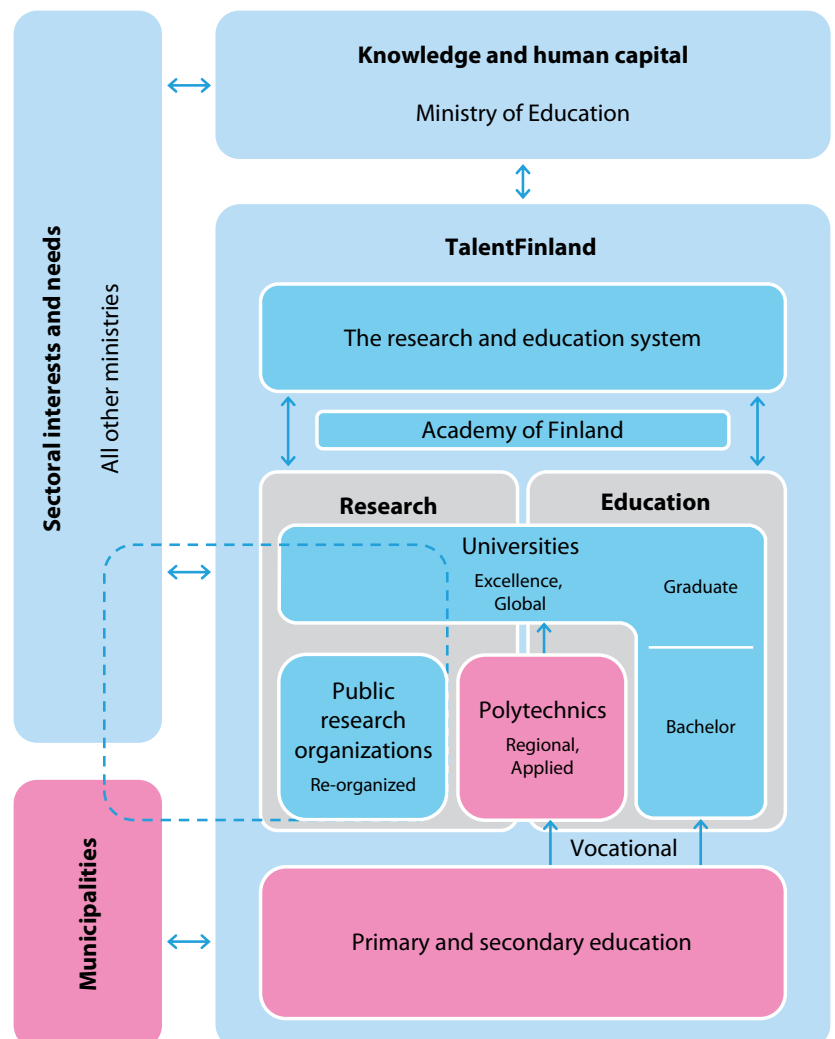 Knowledge and human capital
Ministry of Education
Sectoral interests and needs
All other ministries
TalentFinland
The research and education system
Academy of Finland
Research
Education
Universities
Excellence,
Global
Graduate
Public
research
organizations
Re-organized
Polytechnics
Regional,
Applied
Bachelor
Vocational
Municipalities
Primary and secondary education